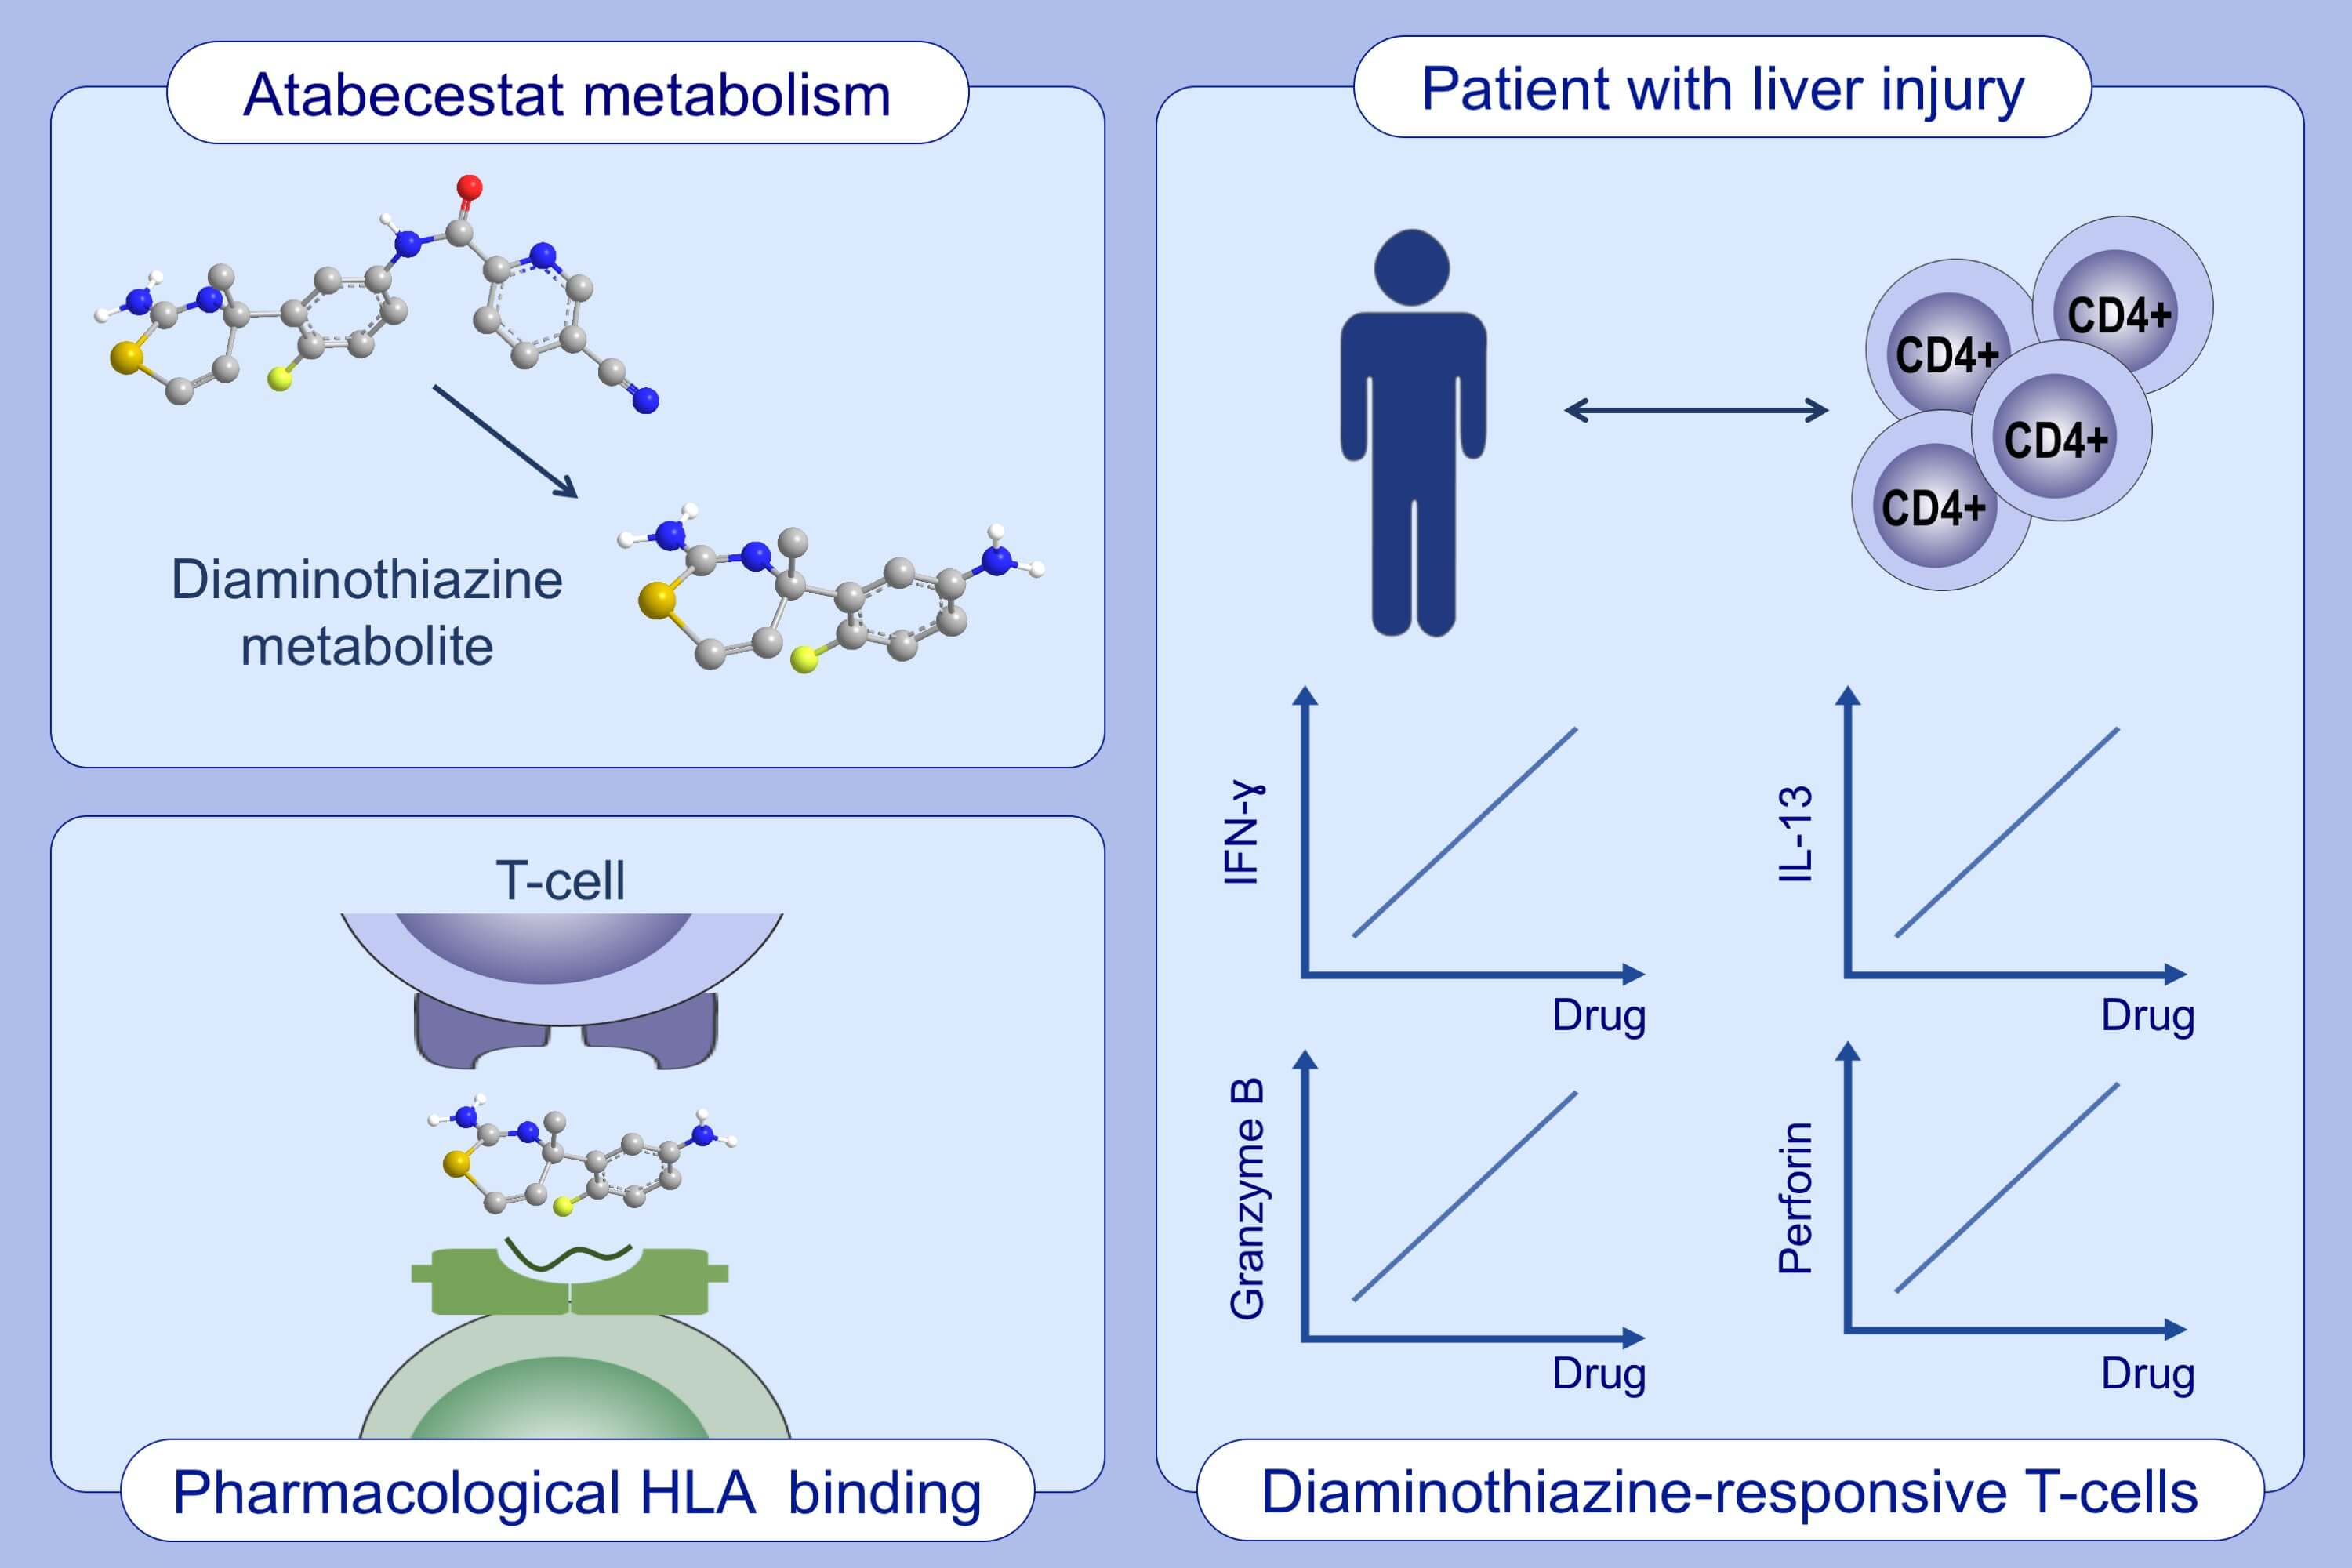 Atabecestat metabolism
Diaminothiazine
metabolite
T-cell
Pharmacological HLA  binding
Patient with liver injury
CD4+
CD4+
CD4+
CD4+
IFN-γ
Drug
IL-13
Drug
Granzyme B
Drug
Perforin
Drug
Diaminothiazine-responsive T-cells